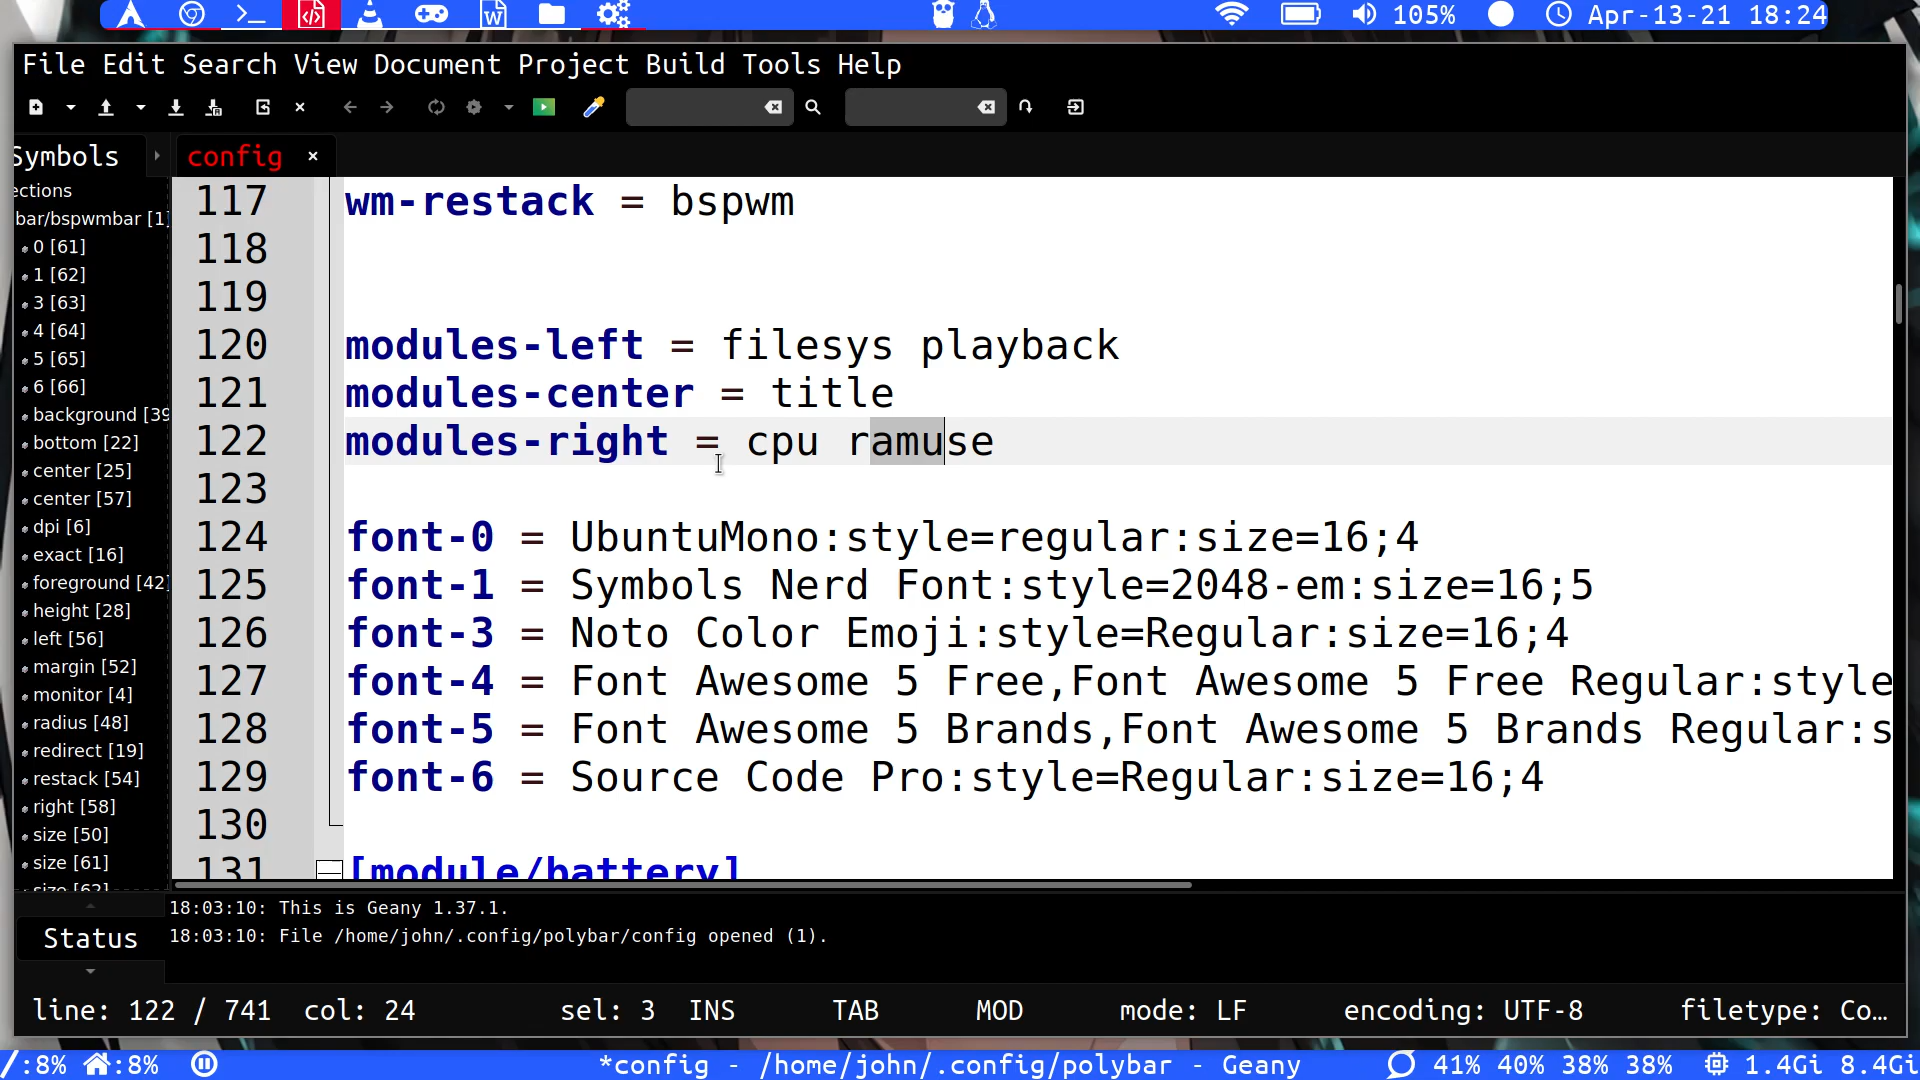 105% Apr-13-21 18:24
File Edit Search View Document Project Build Tools Help
Symbols
config
ections
bar/bspwmbar [1]
0 [61]
1 [62]
3 [63]
4 [64]
5 [65]
6 [66]
background [39
bottom [22]
center [25]
center [57]
dpi [6]
exact [16]
foreground [42]
height [28]
left [56]
margin [52]
monitor [4]
radius [48]
redirect [19]
restack [54]
right [58]
size [50]
size [61]
size [62]
117 wm-restack = bspwm
118
119
120 modules-left = filesys playback
121 modules-center = title
122 modules-right = cpu ramuse
123
124 font-0 = UbuntuMono:style=regular:size=16;4
125 font-1 = Symbols Nerd Font:style=2048-em:size=16;5
126 font-3 = Noto Color Emoji:style=Regular:size=16;4
127 font-4 = Font Awesome 5 Free,Font Awesome 5 Free Regular:style
128 font-5 = Font Awesome 5 Brands,Font Awesome 5 Brands Regular:s
129 font-6 = Source Code Pro:style=Regular:size=16;4
130
131 [module/battery]
Status
18:03:10: This is Geany 1.37.1.
18:03:10: File /home/john/.config/polybar/config opened (1).
line: 122 / 741 col: 24 sel: 3 INS TAB MOD mode: LF encoding: UTF-8 filetype: Co…
/:8% :8% *config - /home/john/.config/polybar - Geany 41% 40% 38% 38% 1.4Gi 8.4Gi